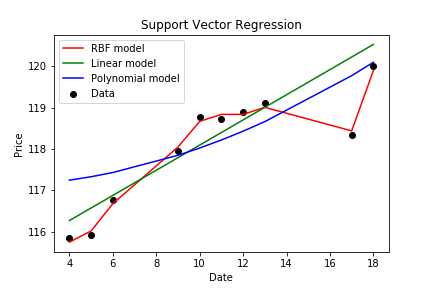 Support Vector Regression
RBF model
Linear model
Polynomial model
Data
Price
120
119
118
117
116
4 6 8 10 12 14 16 18
Date